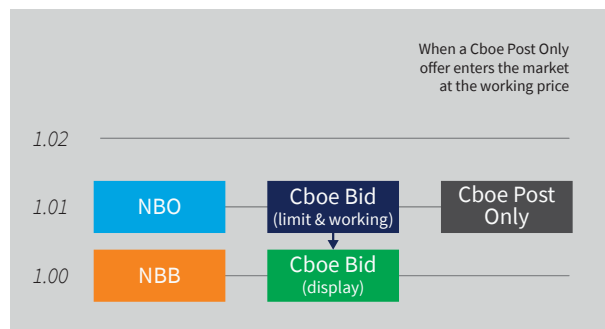 When a Cboe Post Only
offer enters the market
at the working price
1.02
1.01
NBO
Cboe Bid
(limit & working)
Cboe Post
Only
1.00
NBB
Cboe Bid
(display)